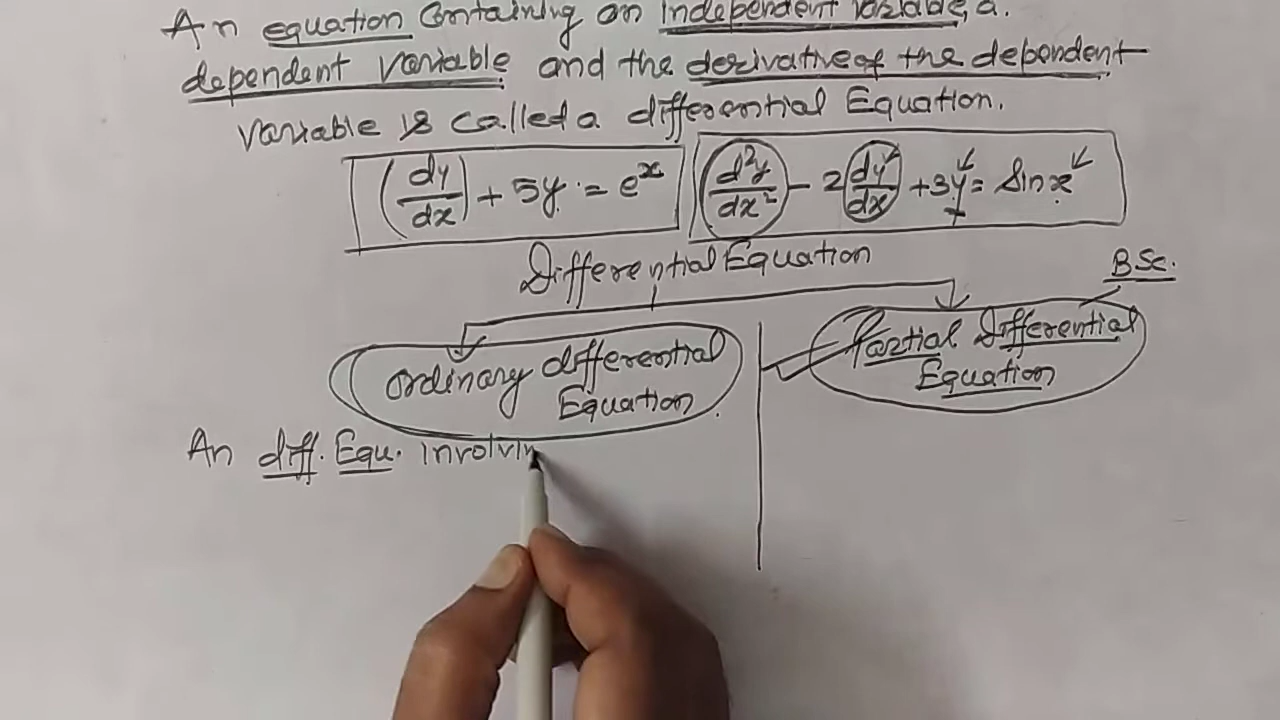 An equation containing an independent variable, a
dependent variable and the derivative of the dependent
variable is called a differential Equation.
(dy/dx) + 5y = e^x
d²y/dx² - 2 dy/dx + 3y = Sin x
Differential Equation
BSc.
Ordinary differential
Equation
Partial Differential
Equation
An diff. Equ. involvin